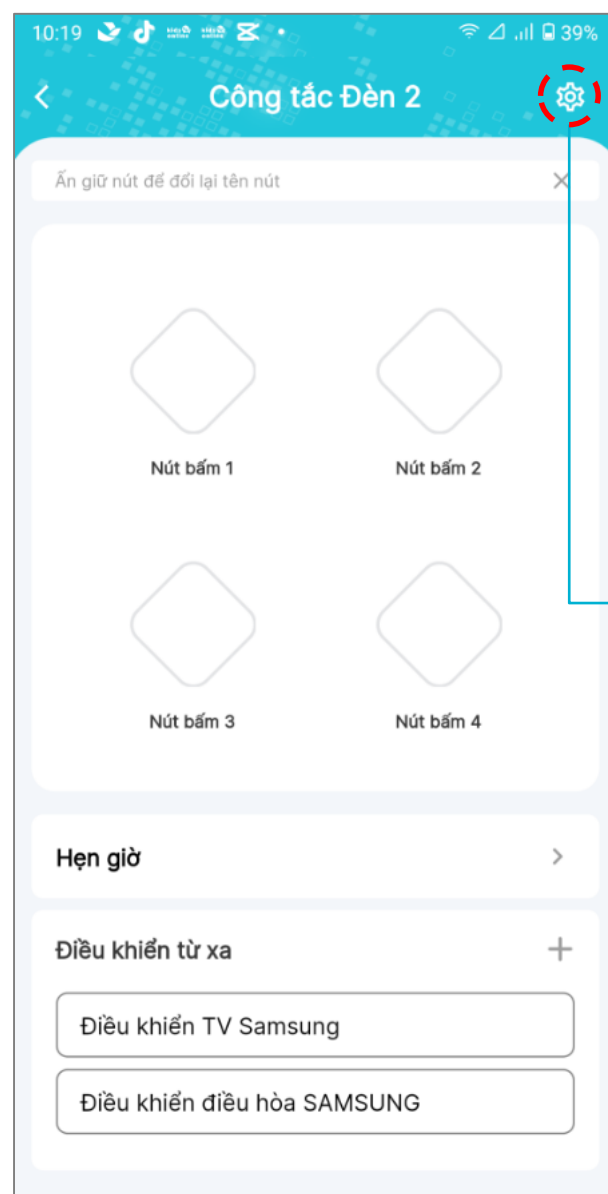 10:19 39%
Công tắc Đèn 2
Ấn giữ nút để đổi lại tên nút
Nút bấm 1 Nút bấm 2
Nút bấm 3 Nút bấm 4
Hẹn giờ
Điều khiển từ xa
Điều khiển TV Samsung
Điều khiển điều hòa SAMSUNG